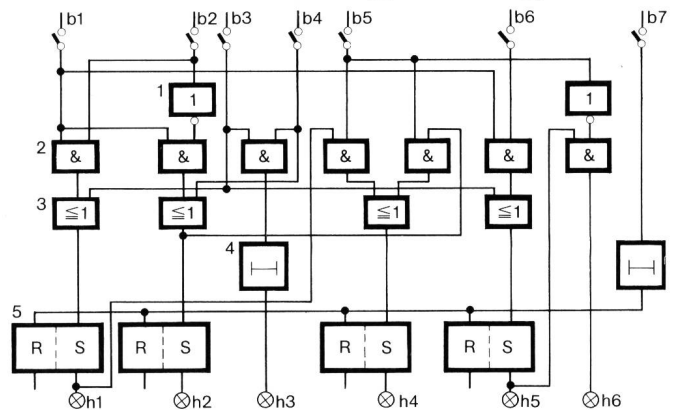 b1 b2 b3 b4 b5 b6 b7
1 1 1
2 & & & & & & &
3 ≦1 ≦1 ≦1 ≦1
4
5 R S R S R S R S
h1 h2 h3 h4 h5 h6